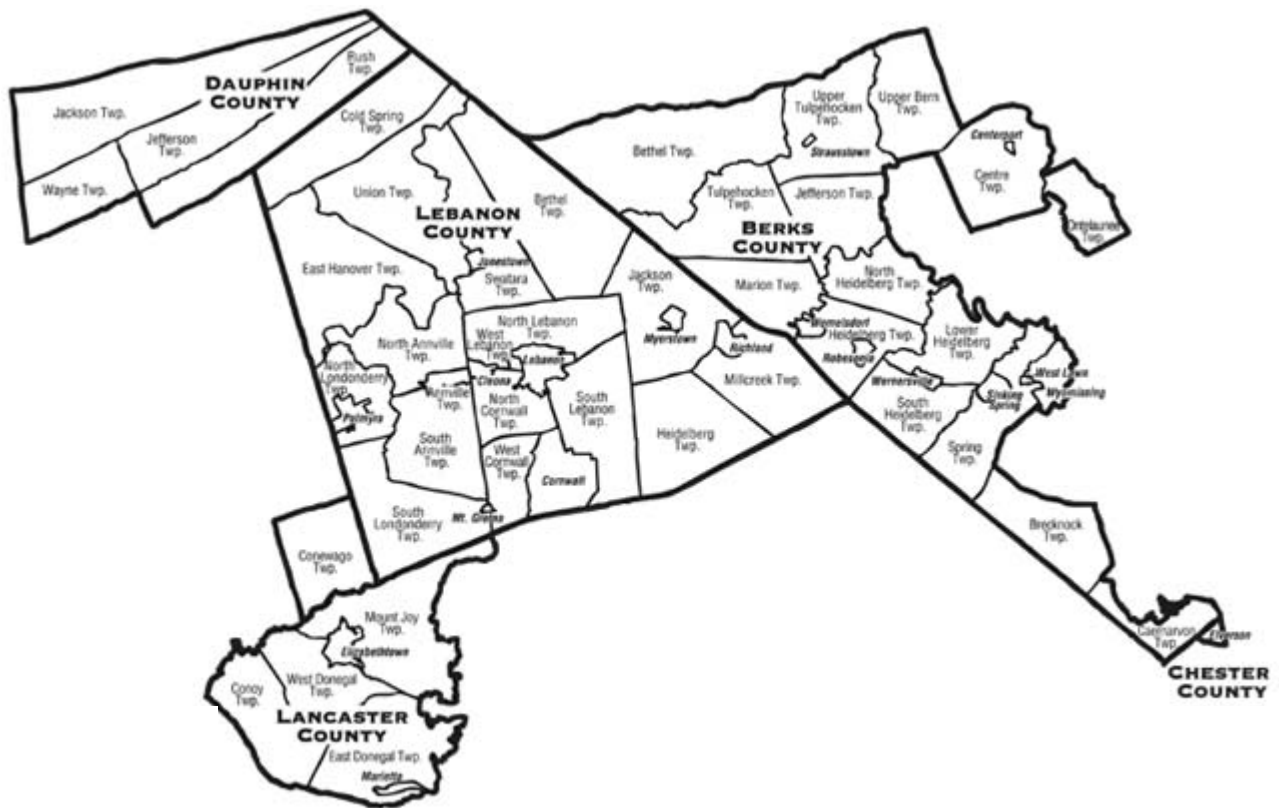 DAUPHIN
COUNTY
Rush
Twp.
Jackson Twp.
Jefferson
Twp.
Wayne Twp.
Cold Spring
Twp.
Union Twp.
Bethel
Twp.
LEBANON
COUNTY
East Hanover Twp.
Jonestown
Swatara
Twp.
North Lebanon
Twp.
North Annville
Twp.
West
Lebanon
Twp.
Lebanon
North
Londonderry
Twp.
Palmyra
Annville
Twp.
Cleona
North
Cornwall
Twp.
South
Lebanon
Twp.
South
Annville
Twp.
West
Cornwall
Twp.
Cornwall
South
Londonderry
Twp.
Mt. Gretna
Jackson
Twp.
Myerstown
Richland
Millcreek Twp.
Heidelberg
Twp.
Bethel Twp.
Upper
Tulpehocken
Twp.
Strausstown
Upper Bern
Twp.
Centerport
Centre
Twp.
Ontelaunee
Twp.
Tulpehocken
Twp.
Jefferson Twp.
BERKS
COUNTY
Marion Twp.
North
Heidelberg Twp.
Womelsdorf
Heidelberg Twp.
Robesonia
Lower
Heidelberg
Twp.
Wernersville
South
Heidelberg
Twp.
Sinking
Spring
West Lawn
Wyomissing
Spring
Twp.
Brecknock
Twp.
Caernarvon
Twp.
Elverson
CHESTER
COUNTY
Conewago
Twp.
Mount Joy
Twp.
Elizabethtown
Conoy
Twp.
West Donegal
Twp.
LANCASTER
COUNTY
East Donegal Twp.
Marietta